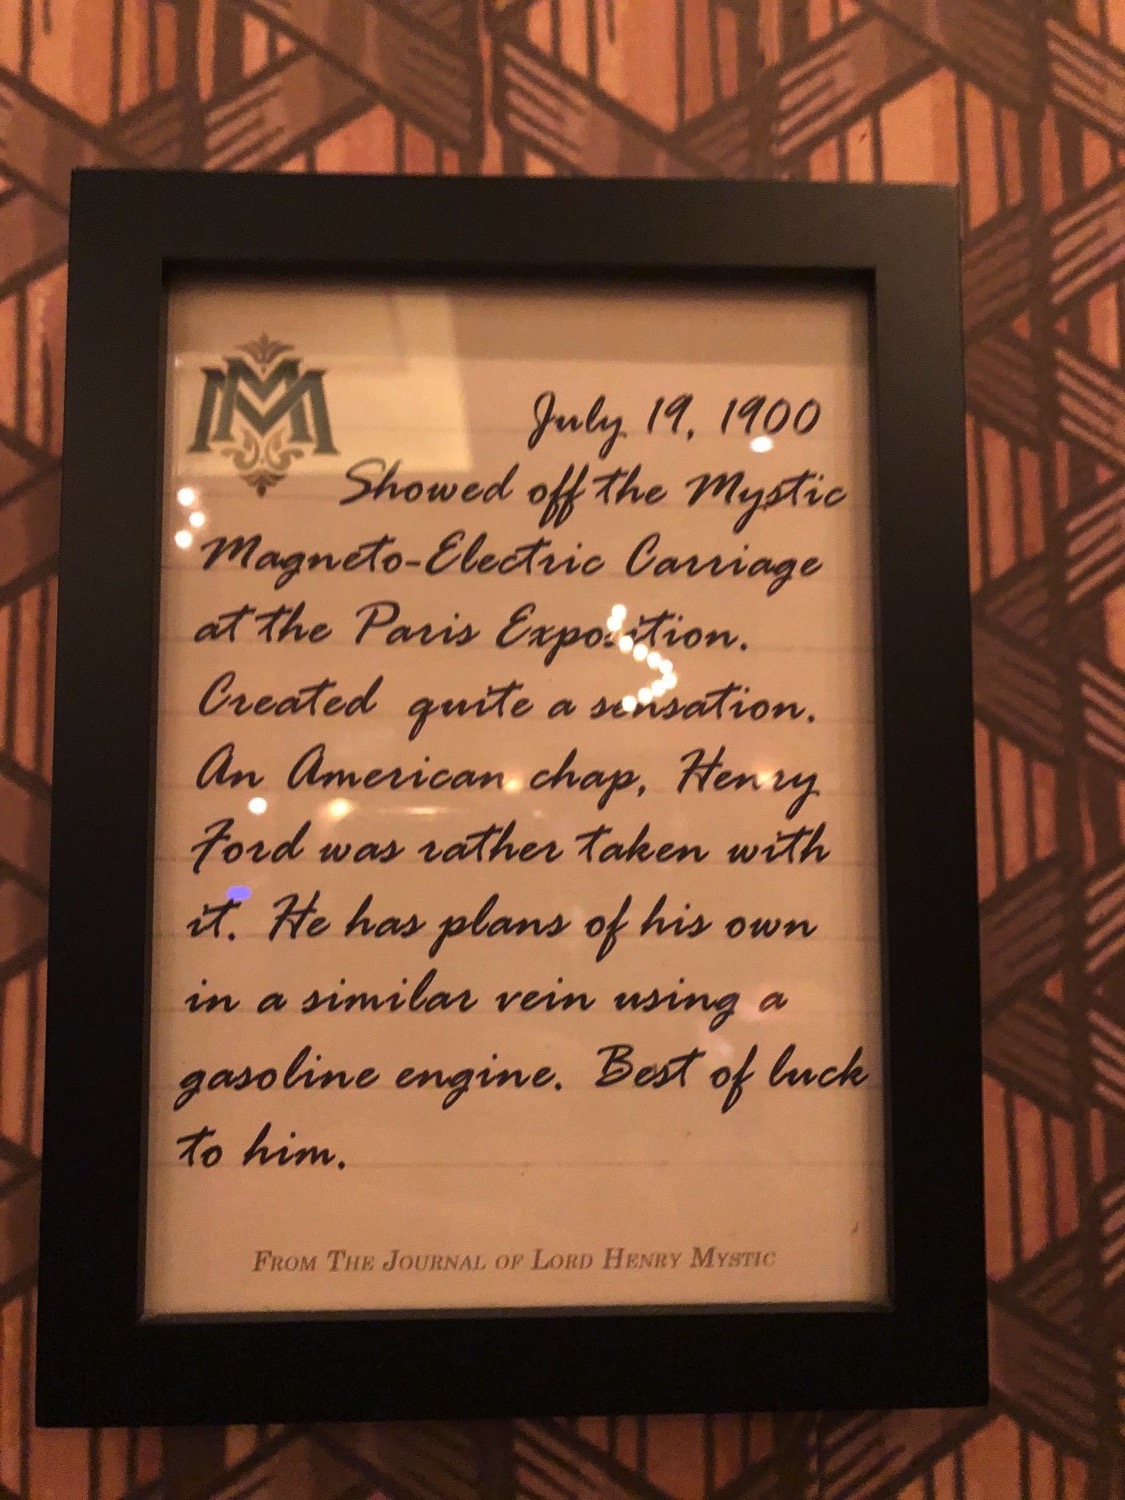 MM
July 19, 1900
Showed off the Mystic
Magneto-Electric Carriage
at the Paris Exposition.
Created quite a sensation.
An American chap, Henry
Ford was rather taken with
it. He has plans of his own
in a similar vein using a
gasoline engine. Best of luck
to him.
From The Journal of Lord Henry Mystic